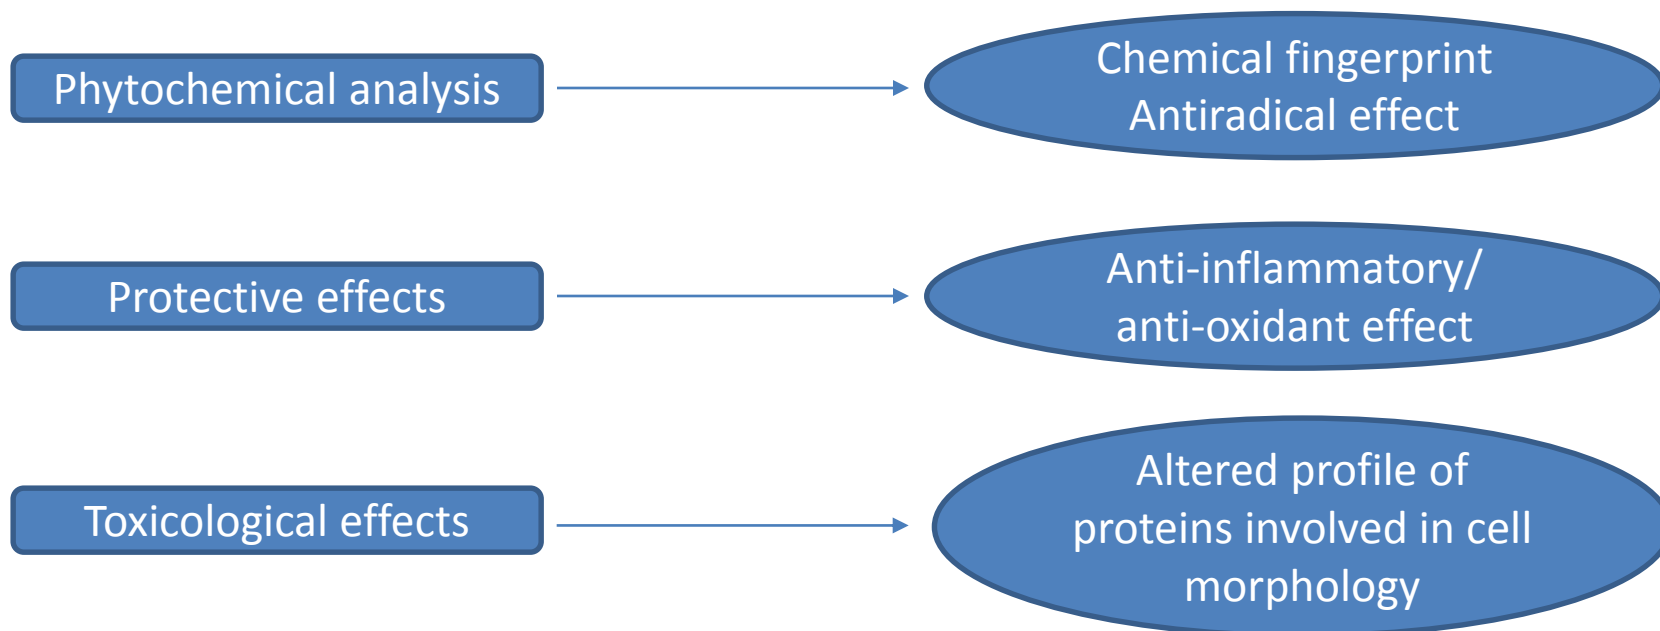 Phytochemical analysis
Chemical fingerprint
Antiradical effect
Protective effects
Anti-inflammatory/
anti-oxidant effect
Toxicological effects
Altered profile of
proteins involved in cell
morphology